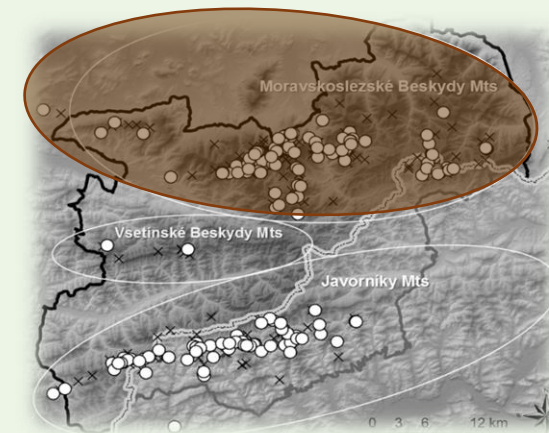 Moravskoslezské Beskydy Mts
Vsetínské Beskydy Mts
Javorníky Mts
0 3 6 12 km